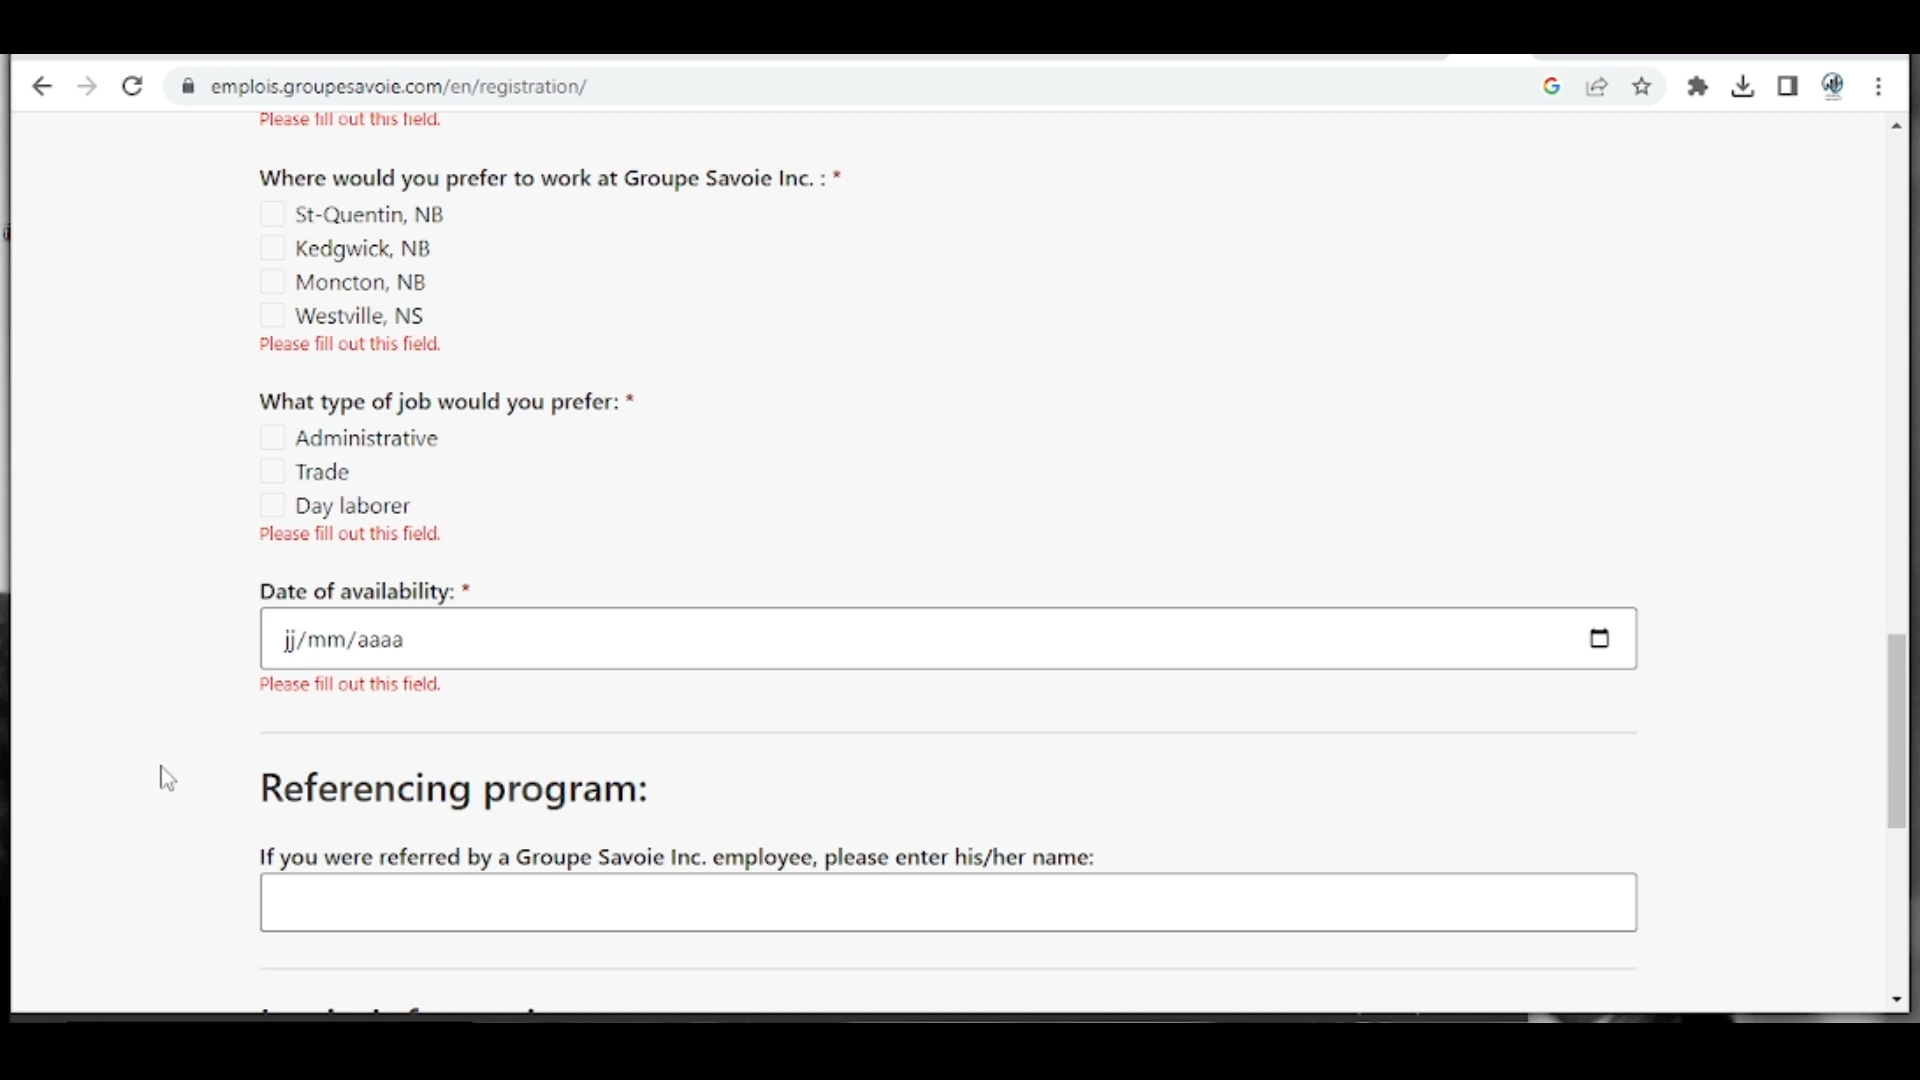 emplois.groupesavoie.com/en/registration/
Please fill out this field.
Where would you prefer to work at Groupe Savoie Inc. : *
St-Quentin, NB
Kedgwick, NB
Moncton, NB
Westville, NS
Please fill out this field.
What type of job would you prefer: *
Administrative
Trade
Day laborer
Please fill out this field.
Date of availability: *
jj/mm/aaaa
Please fill out this field.
Referencing program:
If you were referred by a Groupe Savoie Inc. employee, please enter his/her name: